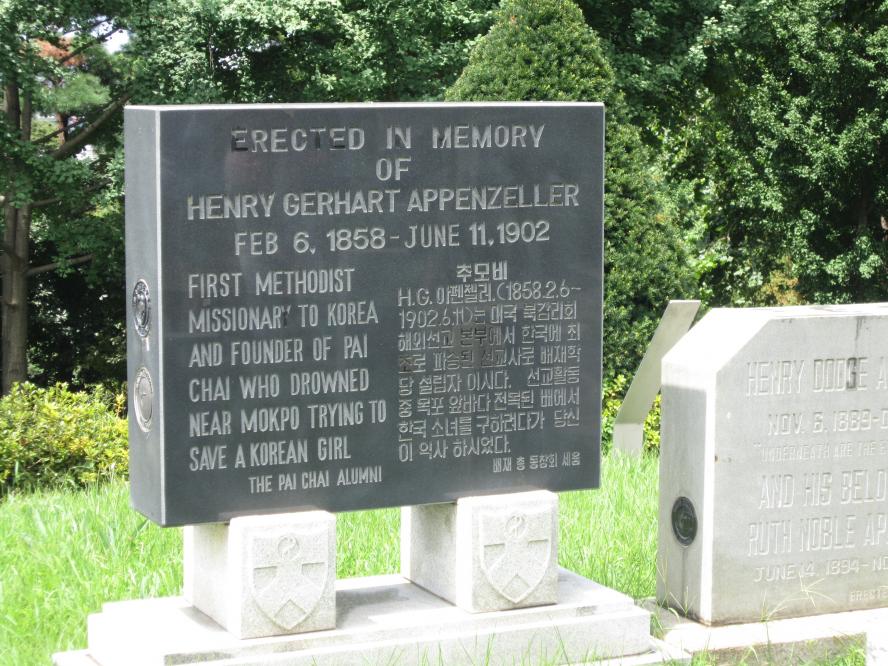 ERECTED IN MEMORY
OF
HENRY GERHART APPENZELLER
FEB 6, 1858 - JUNE 11, 1902
FIRST METHODIST
MISSIONARY TO KOREA
AND FOUNDER OF PAI
CHAI WHO DROWNED
NEAR MOKPO TRYING TO
SAVE A KOREAN GIRL
THE PAI CHAI ALUMNI
추모비
H.G. 아펜젤러.(1858.2.6~
1902.6.11)는 미국 북감리회
해외선교 본부에서 한국에 최
초로 파송된 선교사로 배재학
당 설립자 이시다. 선교활동
중 목포 앞바다 전복된 배에서
한국 소녀를 구하려다가 당신
이 익사 하시었다.
배재 총 동창회 세움
HENRY DODGE A
NOV. 6, 1889-
"UNDERNEATH ARE THE
AND HIS BELO
RUTH NOBLE AP
JUNE 14, 1894-NO
ERECTE